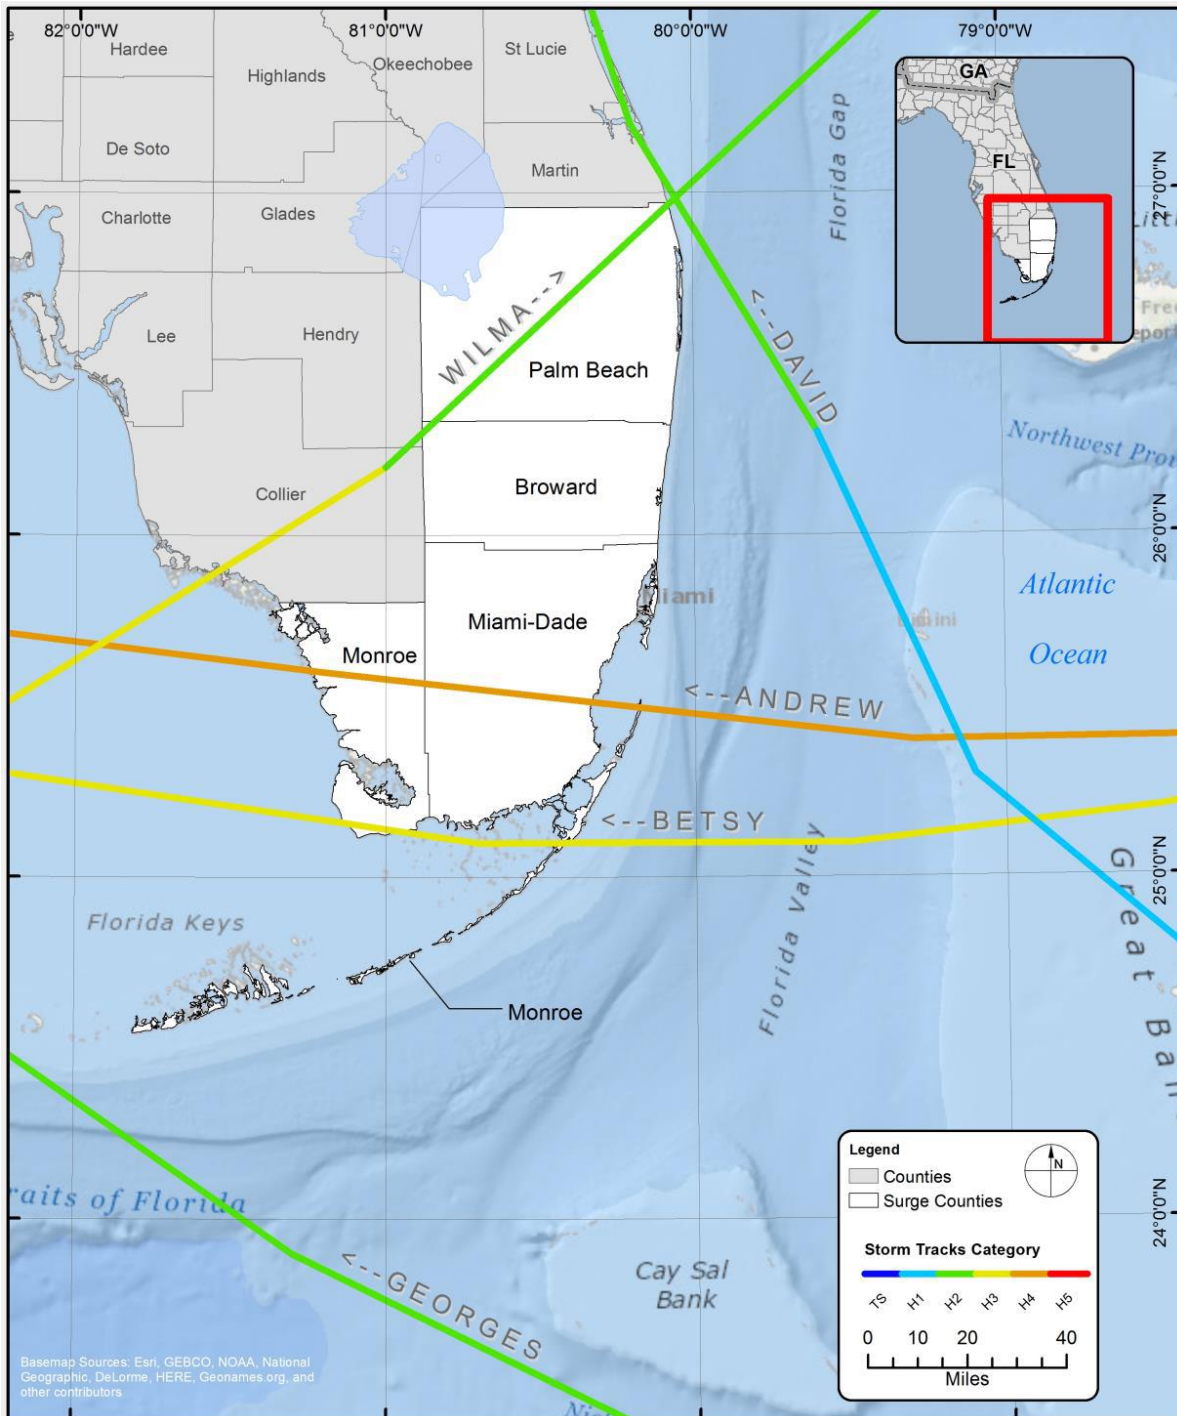 82°0'0"W
81°0'0"W
80°0'0"W
79°0'0"W
Hardee
Highlands
Okeechobee
St Lucie
De Soto
Martin
Charlotte
Glades
Lee
Hendry
Collier
Palm Beach
Broward
Miami-Dade
Monroe
Miami
WILMA-->
<--DAVID
<--ANDREW
<--BETSY
<--GEORGES
Florida Gap
GA
FL
27°0'0"N
Northwest Prov
26°0'0"N
Atlantic
Ocean
Bimini
25°0'0"N
Great Ban
Florida Valley
Florida Keys
Monroe
raits of Florida
24°0'0"N
Cay Sal
Bank
Legend
N
Counties
Surge Counties
Storm Tracks Category
TS H1 H2 H3 H4 H5
0 10 20 40
Miles
Basemap Sources: Esri, GEBCO, NOAA, National
Geographic, DeLorme, HERE, Geonames.org, and
other contributors